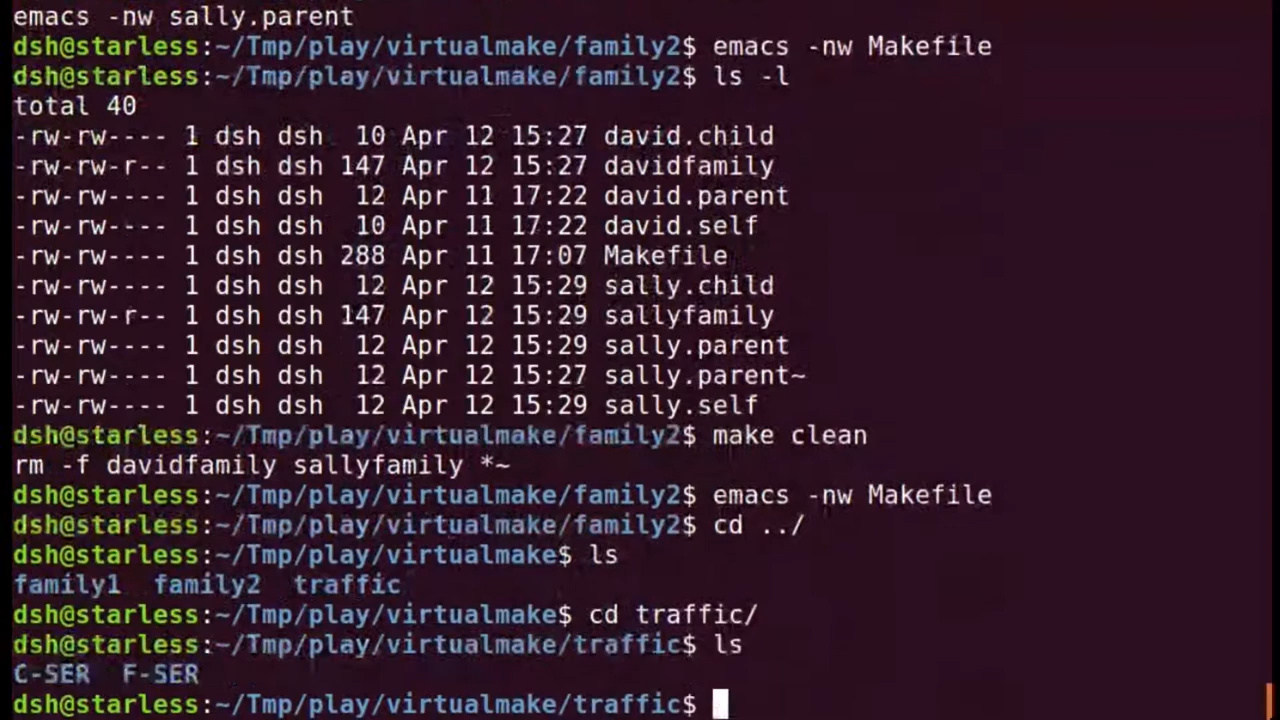 emacs -nw sally.parent
dsh@starless:~/Tmp/play/virtualmake/family2$ emacs -nw Makefile
dsh@starless:~/Tmp/play/virtualmake/family2$ ls -l
total 40
-rw-rw---- 1 dsh dsh  10 Apr 12 15:27 david.child
-rw-rw-r-- 1 dsh dsh 147 Apr 12 15:27 davidfamily
-rw-rw---- 1 dsh dsh  12 Apr 11 17:22 david.parent
-rw-rw---- 1 dsh dsh  10 Apr 11 17:22 david.self
-rw-rw---- 1 dsh dsh 288 Apr 11 17:07 Makefile
-rw-rw---- 1 dsh dsh  12 Apr 12 15:29 sally.child
-rw-rw-r-- 1 dsh dsh 147 Apr 12 15:29 sallyfamily
-rw-rw---- 1 dsh dsh  12 Apr 12 15:29 sally.parent
-rw-rw---- 1 dsh dsh  12 Apr 12 15:27 sally.parent~
-rw-rw---- 1 dsh dsh  12 Apr 12 15:29 sally.self
dsh@starless:~/Tmp/play/virtualmake/family2$ make clean
rm -f davidfamily sallyfamily *~
dsh@starless:~/Tmp/play/virtualmake/family2$ emacs -nw Makefile
dsh@starless:~/Tmp/play/virtualmake/family2$ cd ../
dsh@starless:~/Tmp/play/virtualmake$ ls
family1  family2  traffic
dsh@starless:~/Tmp/play/virtualmake$ cd traffic/
dsh@starless:~/Tmp/play/virtualmake/traffic$ ls
C-SER  F-SER
dsh@starless:~/Tmp/play/virtualmake/traffic$